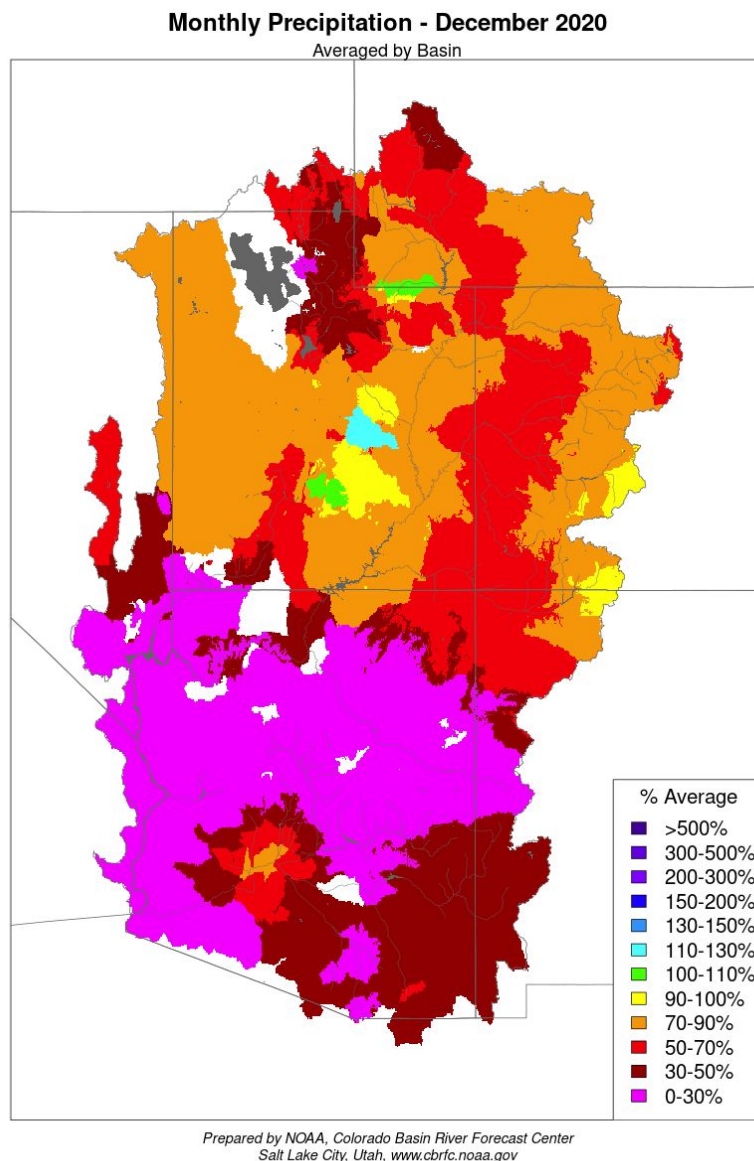 Monthly Precipitation - December 2020
Averaged by Basin
% Average
>500%
300-500%
200-300%
150-200%
130-150%
110-130%
100-110%
90-100%
70-90%
50-70%
30-50%
0-30%
Prepared by NOAA, Colorado Basin River Forecast Center
Salt Lake City, Utah, www.cbrfc.noaa.gov